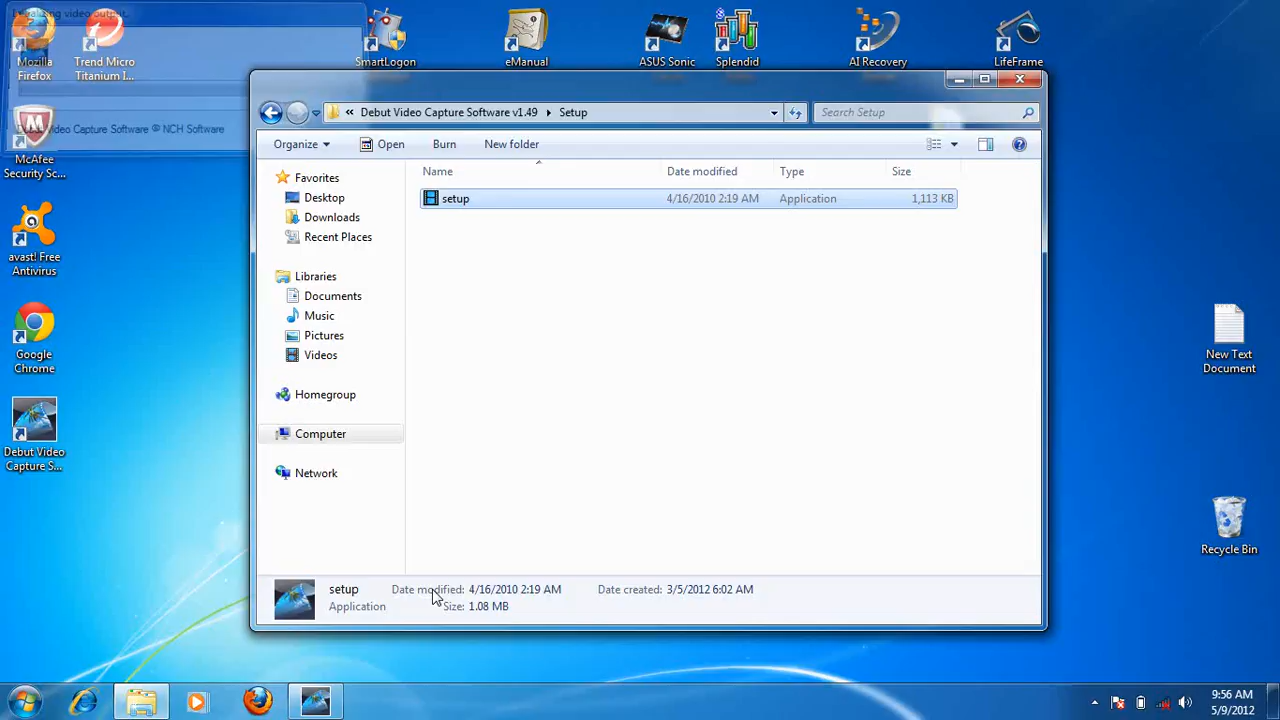 Mozilla
Firefox
Trend Micro
Titanium I...
SmartLogon
eManual
ASUS Sonic
Splendid
AI Recovery
LifeFrame
video output...
Video Capture Software © NCH Software
McAfee
Security Sc...
avast! Free
Antivirus
Google
Chrome
Debut Video
Capture S...
« Debut Video Capture Software v1.49 Setup
Search Setup
Organize
Open
Burn
New folder
Name
Date modified
Type
Size
setup
4/16/2010 2:19 AM
Application
1,113 KB
Favorites
Desktop
Downloads
Recent Places
Libraries
Documents
Music
Pictures
Videos
Homegroup
Computer
Network
setup
Date modified: 4/16/2010 2:19 AM
Date created: 3/5/2012 6:02 AM
Application
Size: 1.08 MB
New Text
Document
Recycle Bin
9:56 AM
5/9/2012